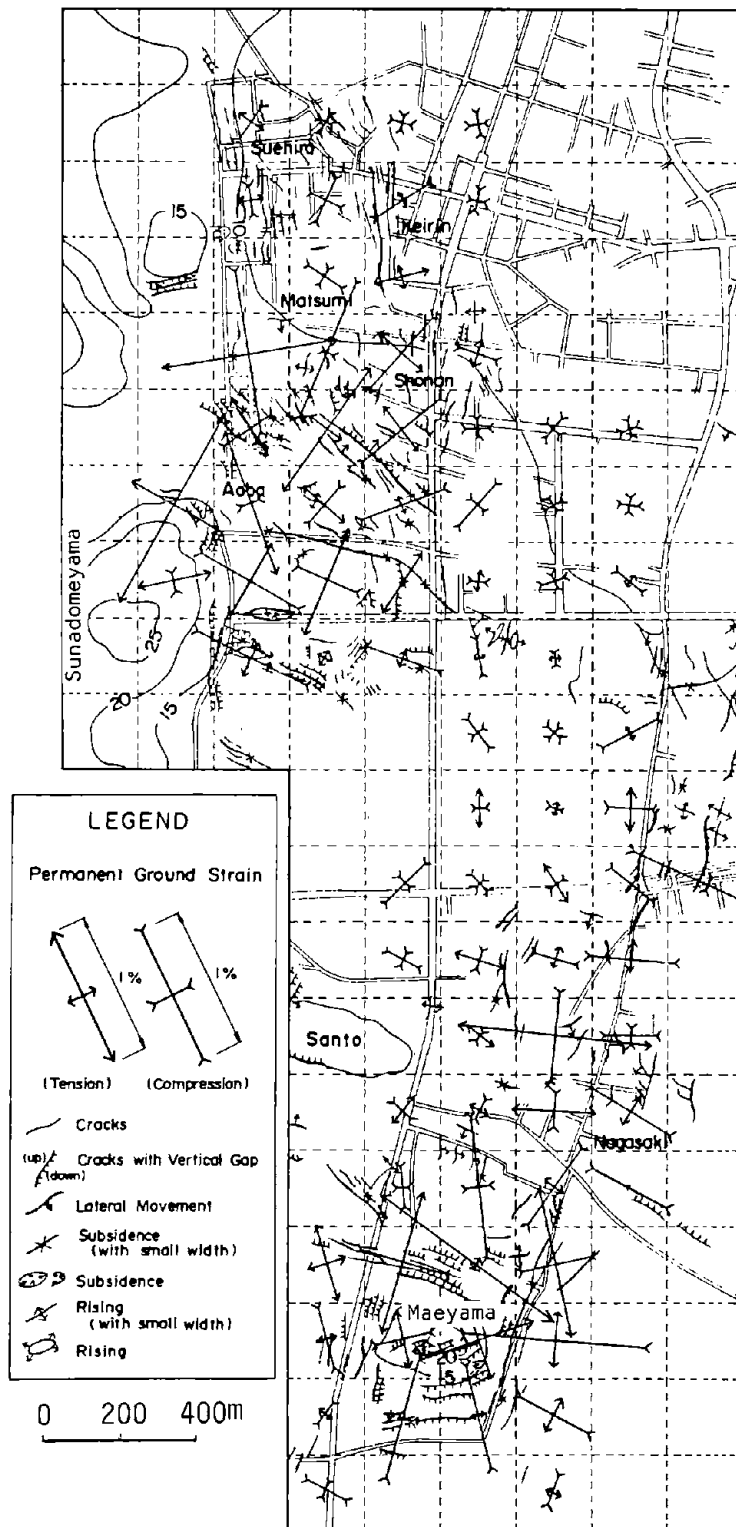 Suehiro
15
10
Keirin
Matsumi
Shonan
Aoba
Sunadomeyama
25
20
15
Santo
Nagasaki
Maeyama
20
15
LEGEND
Permanent Ground Strain
1%
1%
(Tension) (Compression)
Cracks
(up) Cracks with Vertical Gap
(down)
Lateral Movement
Subsidence
(with small width)
Subsidence
Rising
(with small width)
Rising
0 200 400m